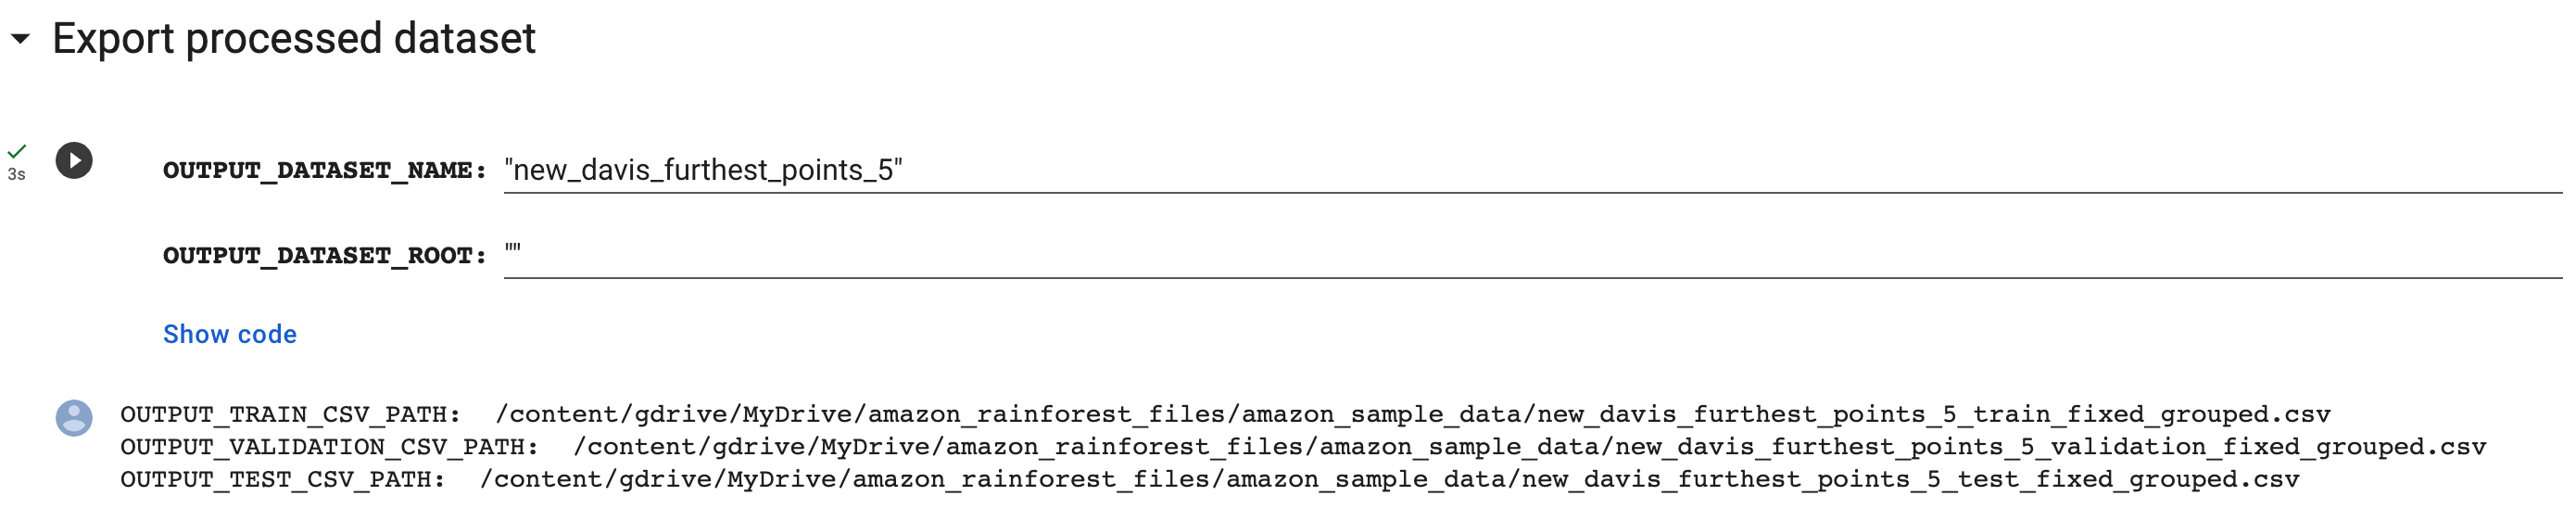 Export processed dataset
3s
OUTPUT_DATASET_NAME: "new_davis_furthest_points_5"
OUTPUT_DATASET_ROOT: ""
Show code
OUTPUT_TRAIN_CSV_PATH:  /content/gdrive/MyDrive/amazon_rainforest_files/amazon_sample_data/new_davis_furthest_points_5_train_fixed_grouped.csv
OUTPUT_VALIDATION_CSV_PATH:  /content/gdrive/MyDrive/amazon_rainforest_files/amazon_sample_data/new_davis_furthest_points_5_validation_fixed_grouped.csv
OUTPUT_TEST_CSV_PATH:  /content/gdrive/MyDrive/amazon_rainforest_files/amazon_sample_data/new_davis_furthest_points_5_test_fixed_grouped.csv